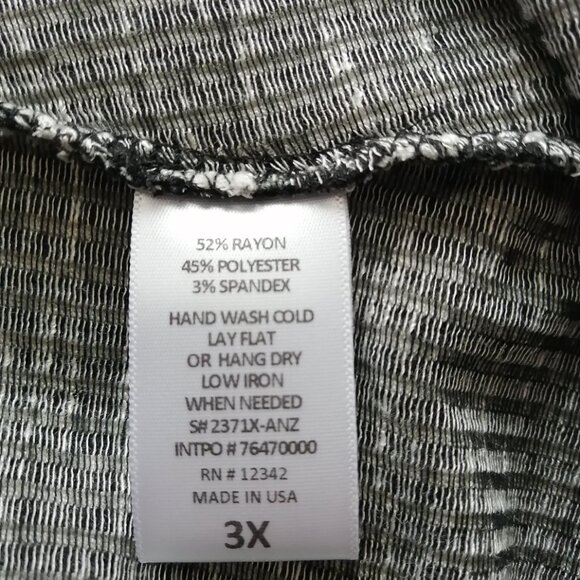 52% RAYON
45% POLYESTER
3% SPANDEX
HAND WASH COLD
LAY FLAT
OR HANG DRY
LOW IRON
WHEN NEEDED
S# 2371X-ANZ
INTPO # 76470000
RN # 12342
MADE IN USA
3X